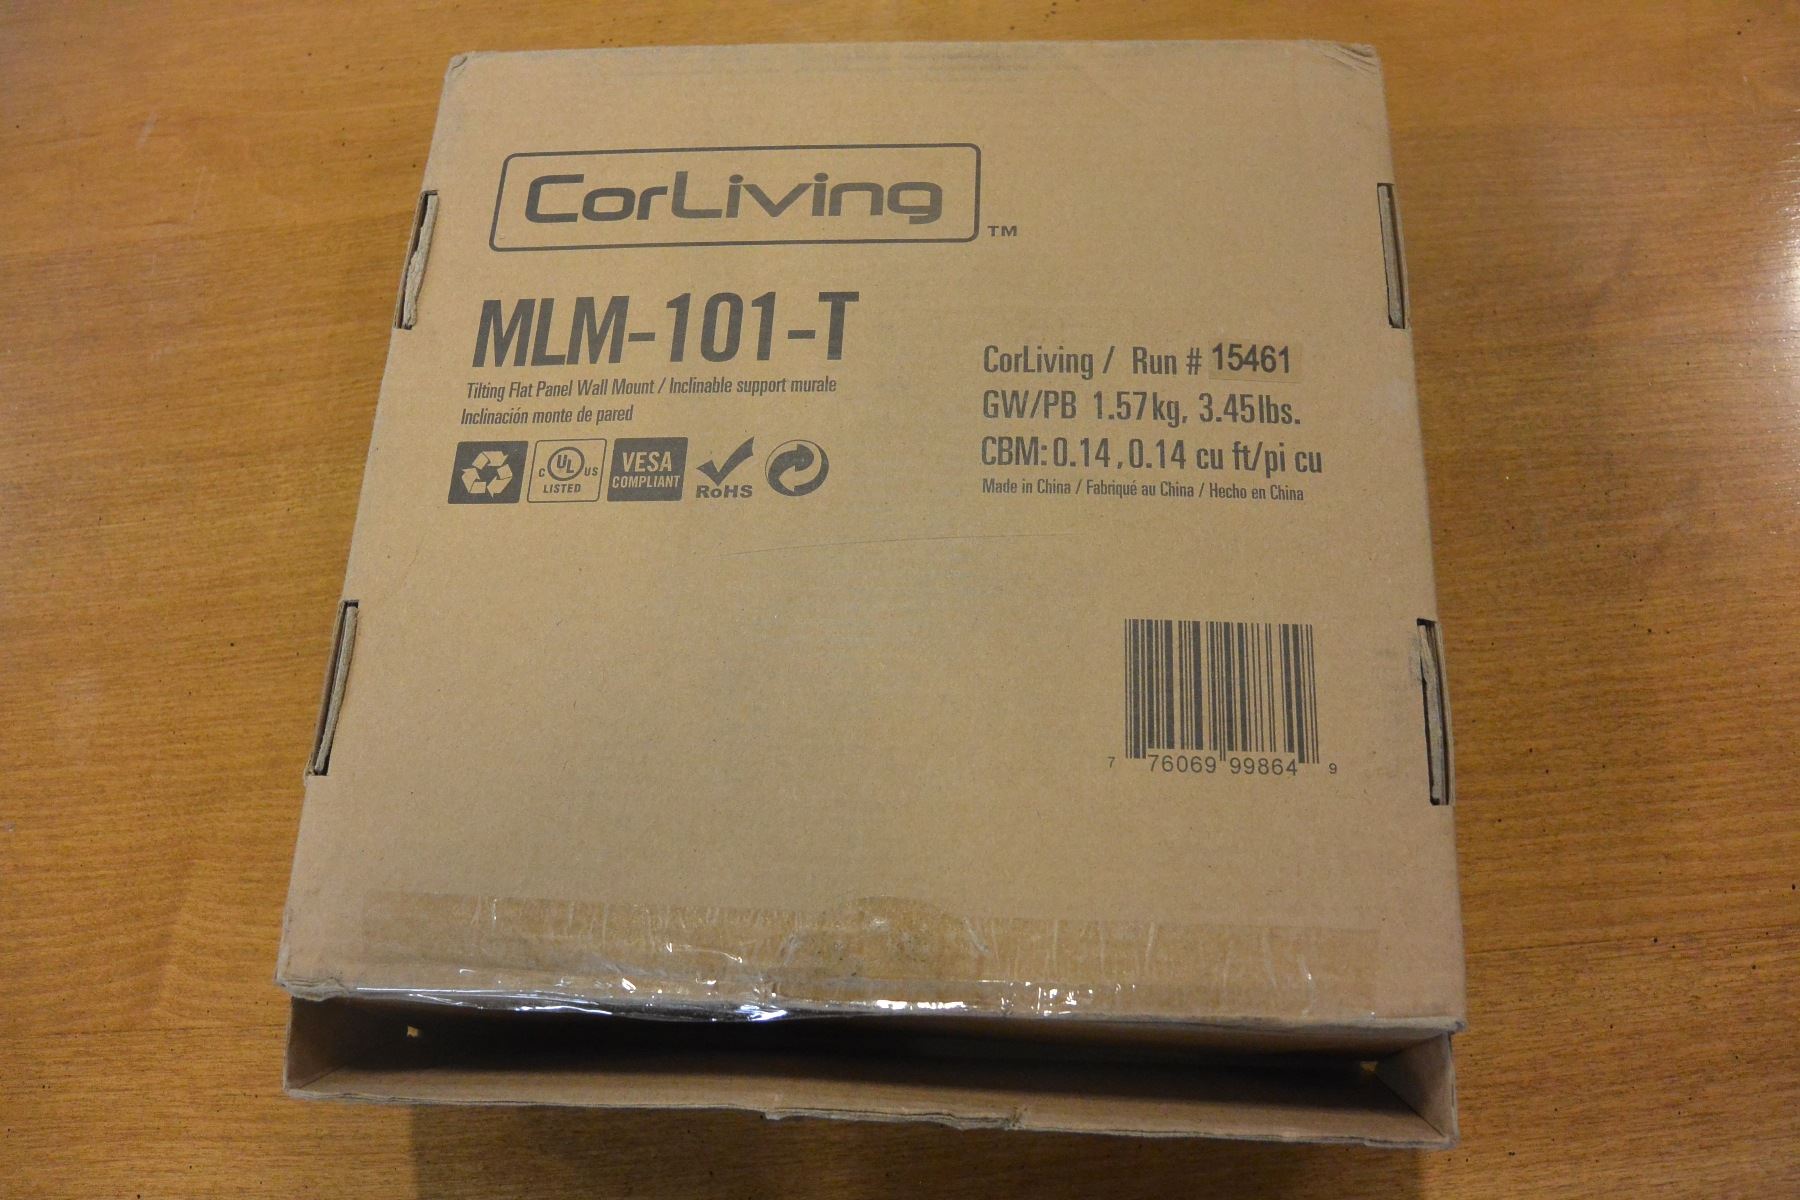 CorLiving
TM
MLM-101-T
Tilting Flat Panel Wall Mount / Inclinable support murale
Inclinación monte de pared
C UL US
LISTED
VESA
COMPLIANT
RoHS
CorLiving / Run # 15461
GW/PB 1.57kg, 3.45lbs.
CBM: 0.14, 0.14 cu ft/pi cu
Made in China / Fabriqué au China / Hecho en China
7 76069 99864 9